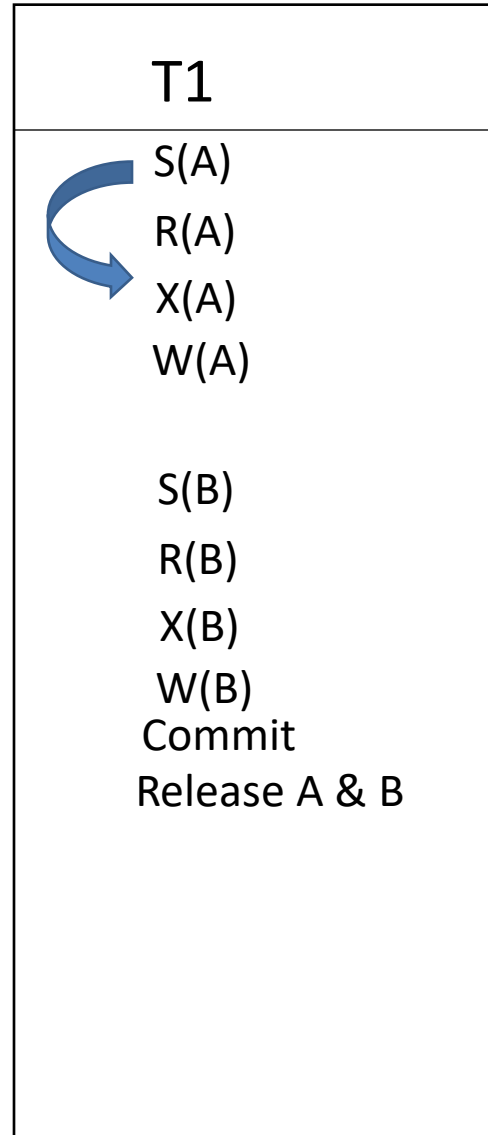 T1
S(A)
R(A)
X(A)
W(A)
S(B)
R(B)
X(B)
W(B)
Commit
Release A & B